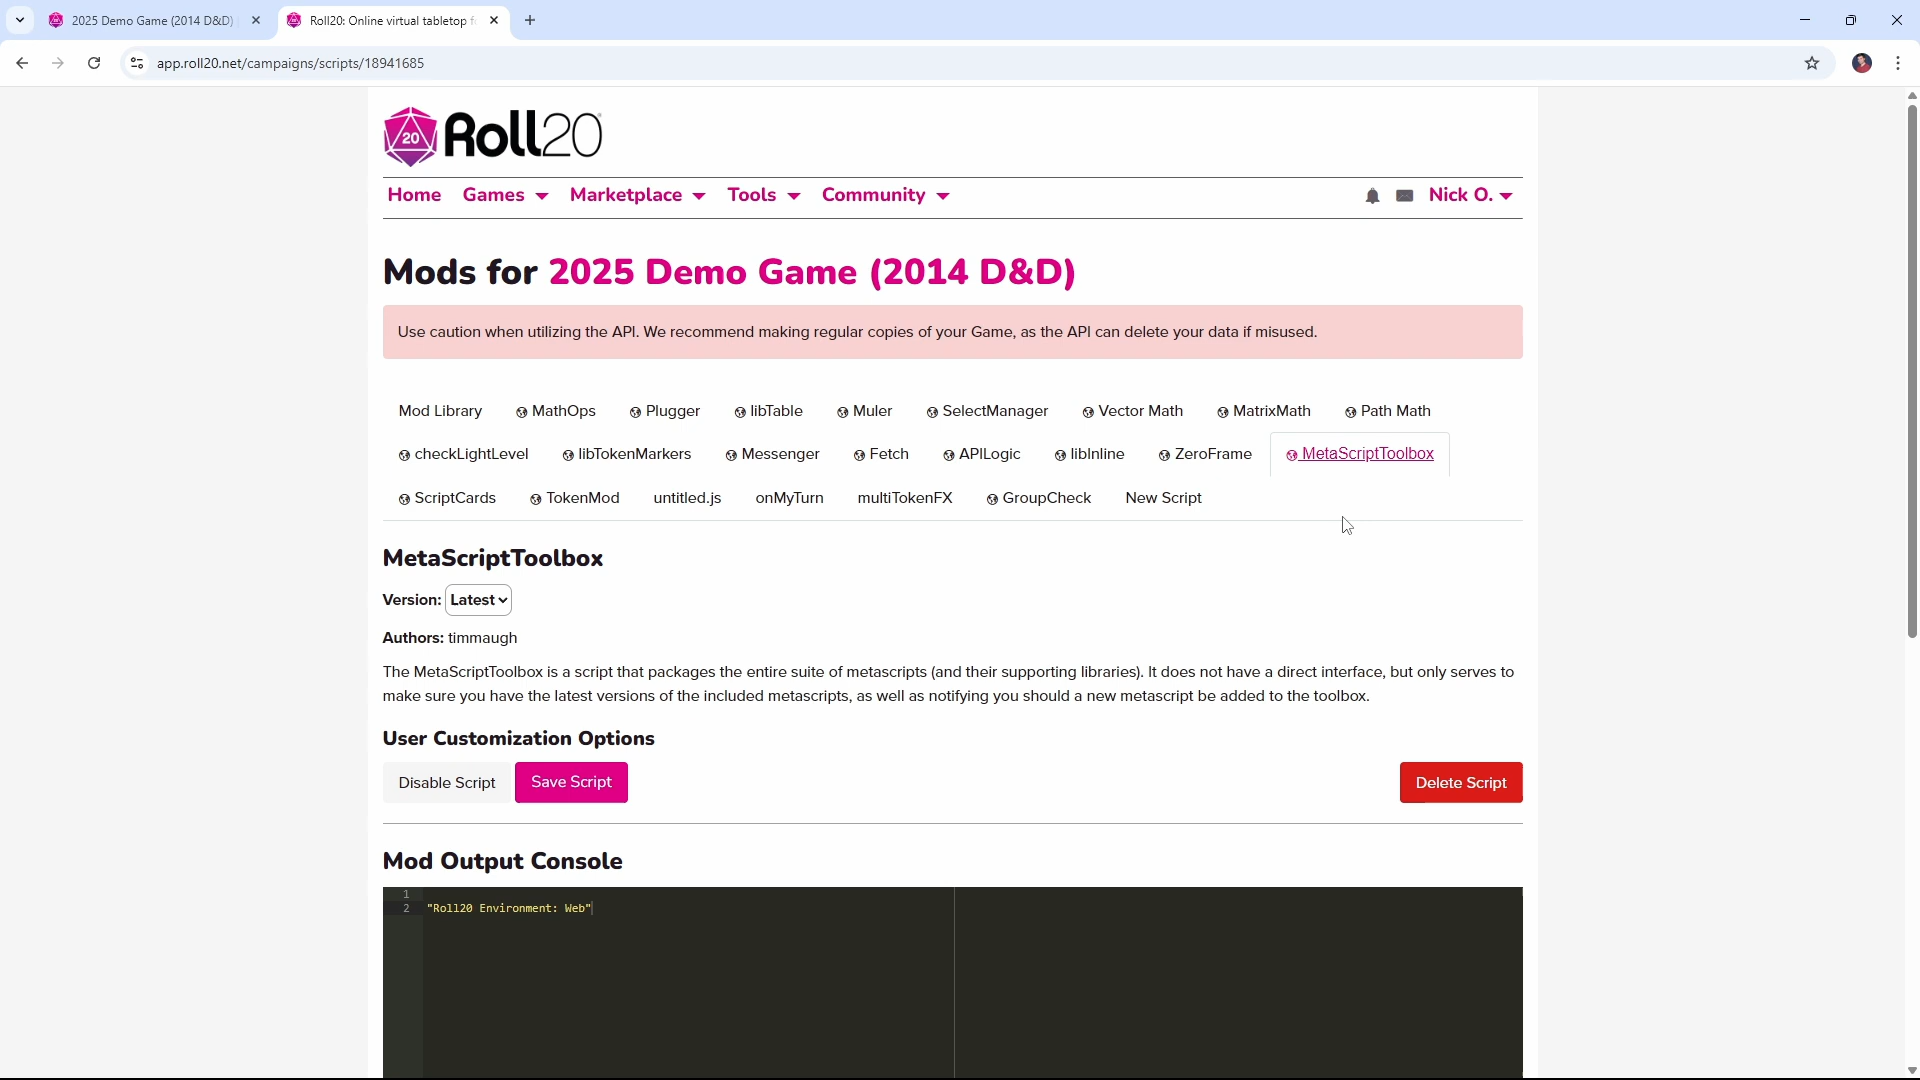 2025 Demo Game (2014 D&D)
Roll20: Online virtual tabletop f
app.roll20.net/campaigns/scripts/18941685
20 Roll20
Home Games Marketplace Tools Community Nick O.
Mods for 2025 Demo Game (2014 D&D)
Use caution when utilizing the API. We recommend making regular copies of your Game, as the API can delete your data if misused.
Mod Library MathOps Plugger libTable Muler SelectManager Vector Math MatrixMath Path Math
checkLightLevel libTokenMarkers Messenger Fetch APILogic libInline ZeroFrame MetaScriptToolbox
ScriptCards TokenMod untitled.js onMyTurn multiTokenFX GroupCheck New Script
MetaScriptToolbox
Version: Latest
Authors: timmaugh
The MetaScriptToolbox is a script that packages the entire suite of metascripts (and their supporting libraries). It does not have a direct interface, but only serves to
make sure you have the latest versions of the included metascripts, as well as notifying you should a new metascript be added to the toolbox.
User Customization Options
Disable Script Save Script Delete Script
Mod Output Console
1
2 "Roll20 Environment: Web"